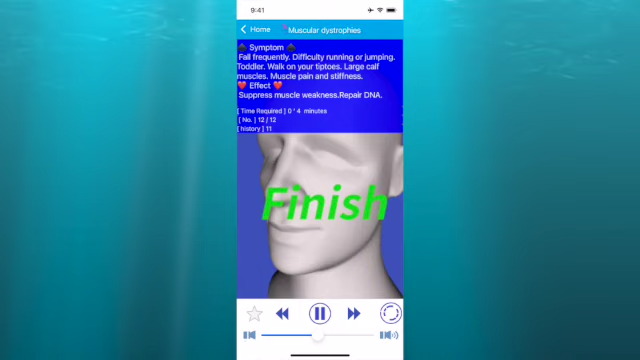 9:41
Home
Muscular dystrophies
Symptom
Fall frequently. Difficulty running or jumping.
Toddler. Walk on your tiptoes. Large calf
muscles. Muscle pain and stiffness.
Effect
Suppress muscle weakness.Repair DNA.
[ Time Required ] 0 ' 4 minutes
[ No. ] 12 / 12
[ history ] 11
Finish